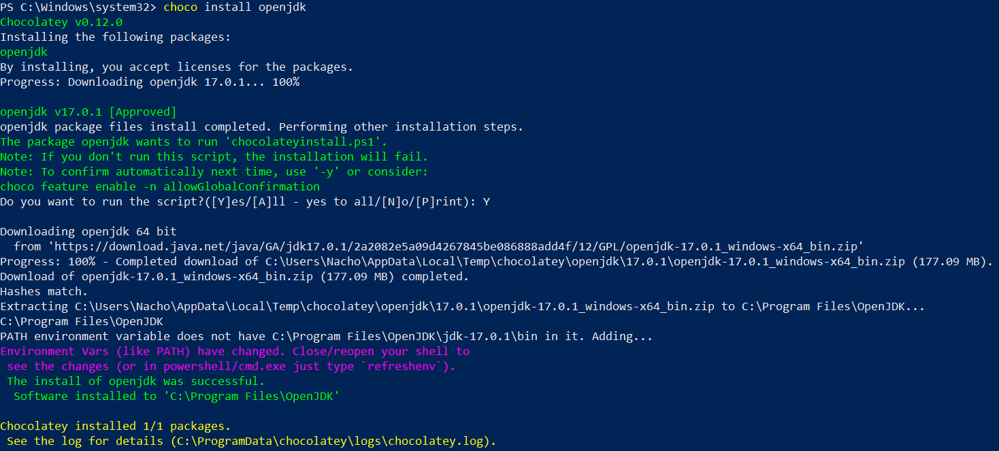 PS C:\Windows\system32> choco install openjdk
Chocolatey v0.12.0
Installing the following packages:
openjdk
By installing, you accept licenses for the packages.
Progress: Downloading openjdk 17.0.1... 100%
openjdk v17.0.1 [Approved]
openjdk package files install completed. Performing other installation steps.
The package openjdk wants to run 'chocolateyinstall.ps1'.
Note: If you don't run this script, the installation will fail.
Note: To confirm automatically next time, use '-y' or consider:
choco feature enable -n allowGlobalConfirmation
Do you want to run the script?([Y]es/[A]ll - yes to all/[N]o/[P]rint): Y
Downloading openjdk 64 bit
from 'https://download.java.net/java/GA/jdk17.0.1/2a2082e5a09d4267845be086888add4f/12/GPL/openjdk-17.0.1_windows-x64_bin.zip'
Progress: 100% - Completed download of C:\Users\Nacho\AppData\Local\Temp\chocolatey\openjdk\17.0.1\openjdk-17.0.1_windows-x64_bin.zip (177.09 MB).
Download of openjdk-17.0.1_windows-x64_bin.zip (177.09 MB) completed.
Hashes match.
Extracting C:\Users\Nacho\AppData\Local\Temp\chocolatey\openjdk\17.0.1\openjdk-17.0.1_windows-x64_bin.zip to C:\Program Files\OpenJDK...
C:\Program Files\OpenJDK
PATH environment variable does not have C:\Program Files\OpenJDK\jdk-17.0.1\bin in it. Adding...
Environment Vars (like PATH) have changed. Close/reopen your shell to
see the changes (or in powershell/cmd.exe just type `refreshenv`).
The install of openjdk was successful.
Software installed to 'C:\Program Files\OpenJDK'
Chocolatey installed 1/1 packages.
See the log for details (C:\ProgramData\chocolatey\logs\chocolatey.log).